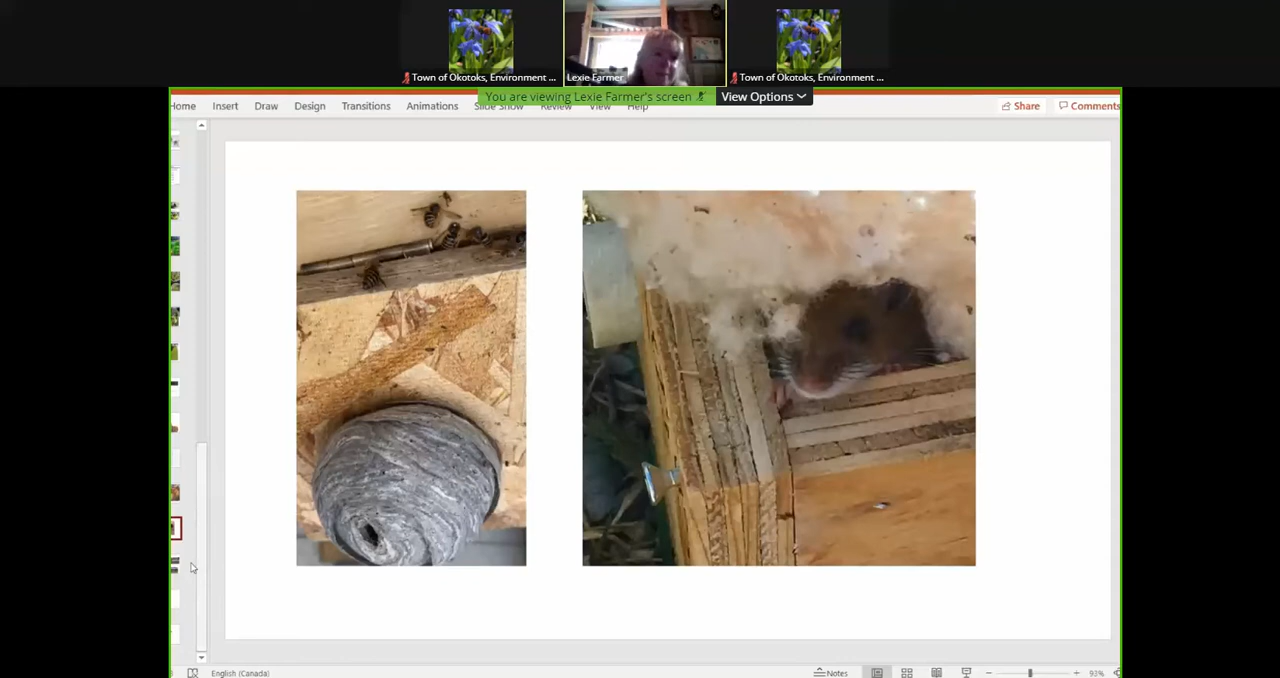 Town of Okotoks, Environment ...
Lexie Farmer
Town of Okotoks, Environment ...
You are viewing Lexie Farmer's screen
View Options
Home Insert Draw Design Transitions Animations Slide Show Review View Help
Share Comments
English (Canada)
Notes
93%